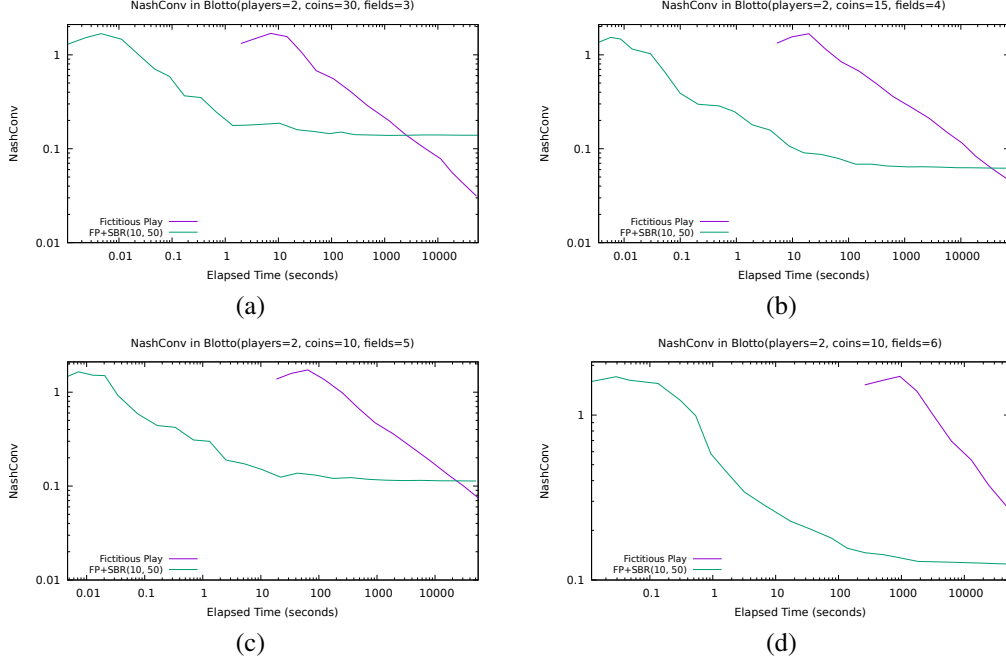 NashConv in Blotto(players=2, coins=30, fields=3)
NashConv
1
0.1
0.01
Fictitious Play
FP+SBR(10, 50)
0.01 0.1 1 10 100 1000 10000
Elapsed Time (seconds)
(a)
NashConv in Blotto(players=2, coins=15, fields=4)
NashConv
1
0.1
0.01
Fictitious Play
FP+SBR(10, 50)
0.01 0.1 1 10 100 1000 10000
Elapsed Time (seconds)
(b)
NashConv in Blotto(players=2, coins=10, fields=5)
NashConv
1
0.1
0.01
Fictitious Play
FP+SBR(10, 50)
0.01 0.1 1 10 100 1000 10000
Elapsed Time (seconds)
(c)
NashConv in Blotto(players=2, coins=10, fields=6)
NashConv
1
0.1
Fictitious Play
FP+SBR(10, 50)
0.1 1 10 100 1000 10000
Elapsed Time (seconds)
(d)